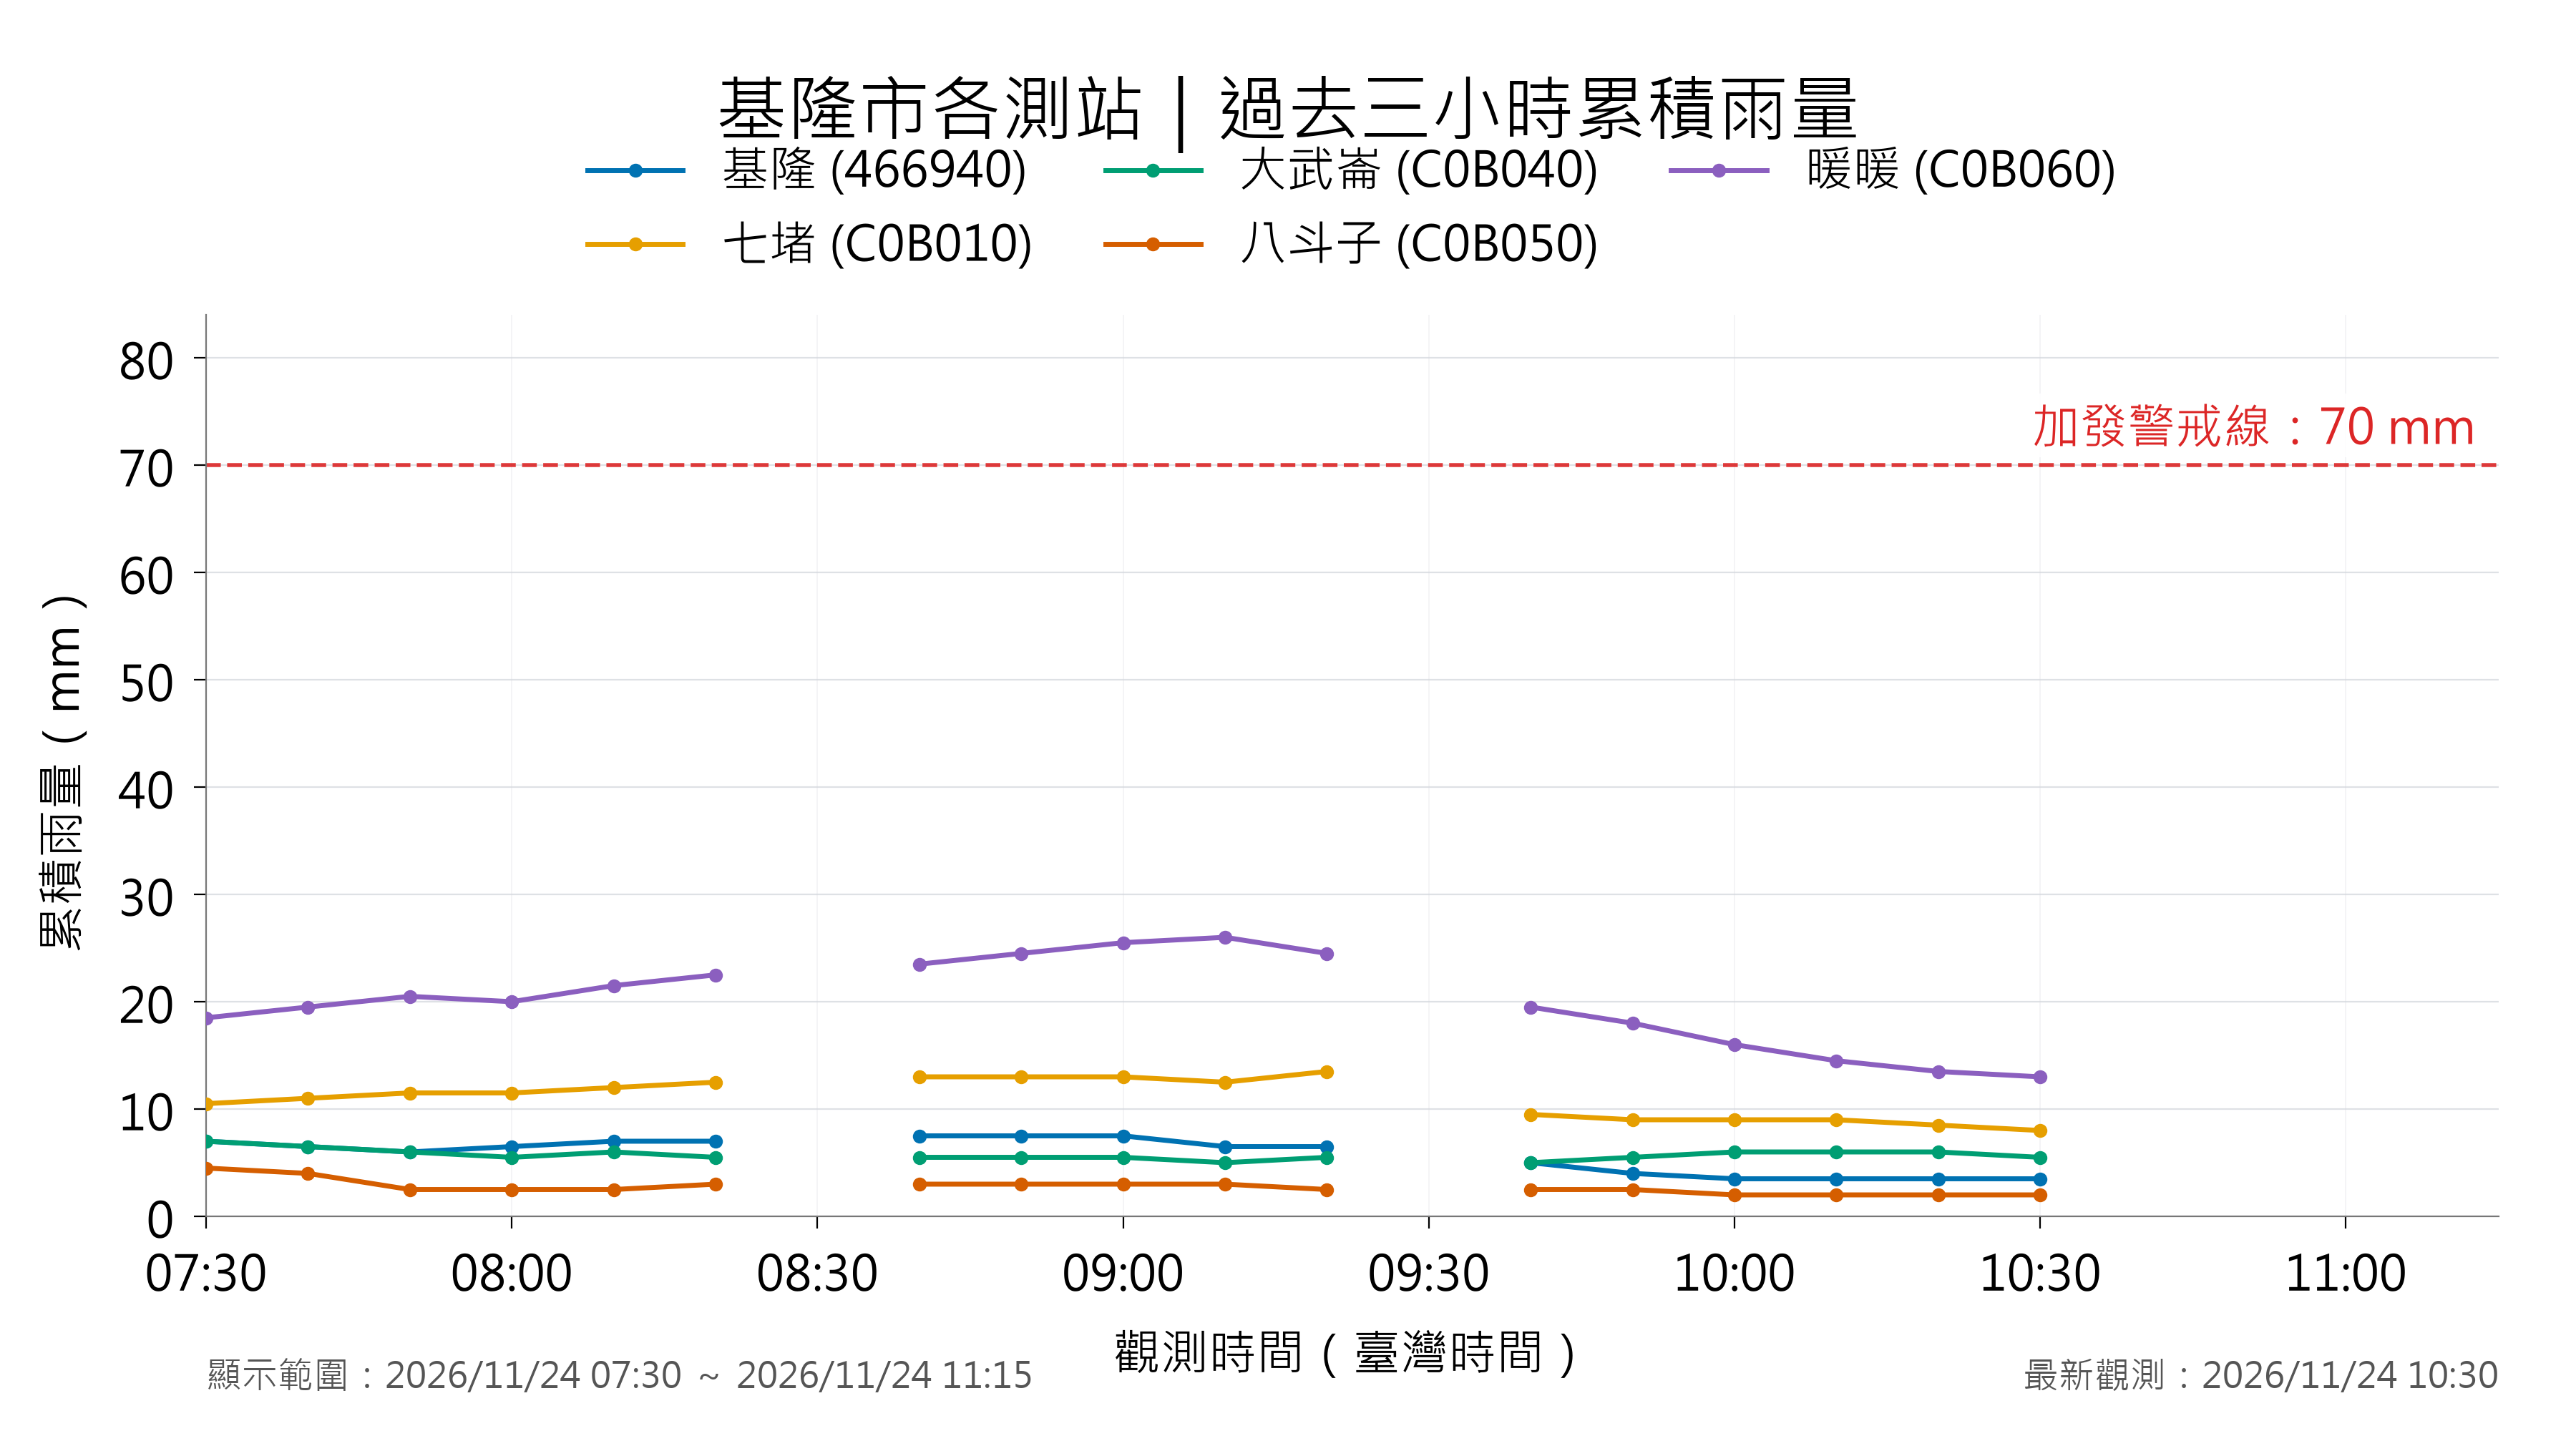 基隆市各測站｜過去三小時累積雨量
基隆 (466940)
大武崙 (C0B040)
暖暖 (C0B060)
七堵 (C0B010)
八斗子 (C0B050)
加發警戒線：70 mm
累積雨量（mm）
80
70
60
50
40
30
20
10
0
07:30
08:00
08:30
09:00
09:30
10:00
10:30
11:00
觀測時間（臺灣時間）
顯示範圍：2026/11/24 07:30 ~ 2026/11/24 11:15
最新觀測：2026/11/24 10:30